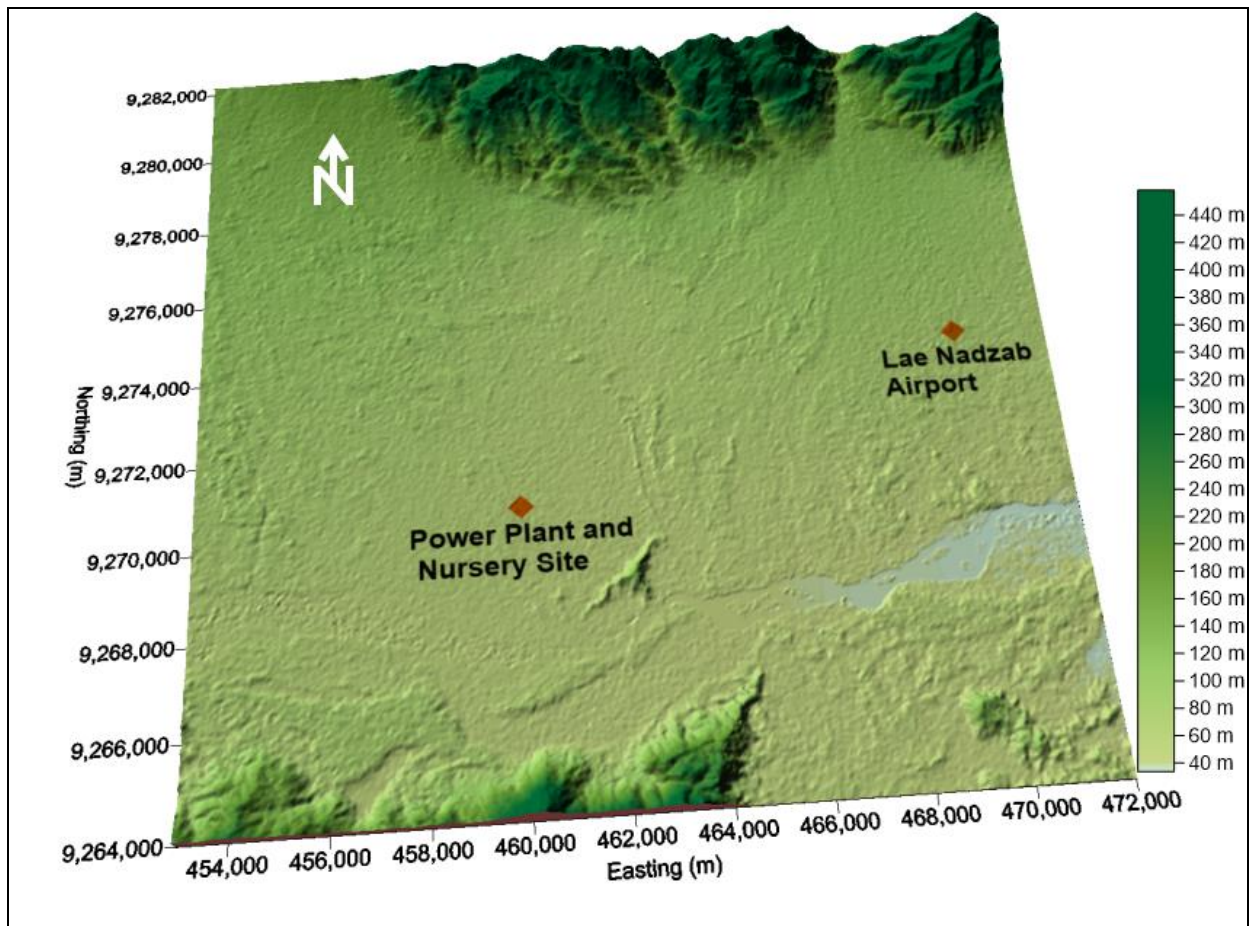 N
9,282,000
9,280,000
9,278,000
9,276,000
9,274,000
9,272,000
9,270,000
9,268,000
9,266,000
9,264,000
Northing (m)
Lae Nadzab
Airport
Power Plant and
Nursery Site
454,000
456,000
458,000
460,000
462,000
464,000
466,000
468,000
470,000
472,000
Easting (m)
440 m
420 m
400 m
380 m
360 m
340 m
320 m
300 m
280 m
260 m
240 m
220 m
200 m
180 m
160 m
140 m
120 m
100 m
80 m
60 m
40 m